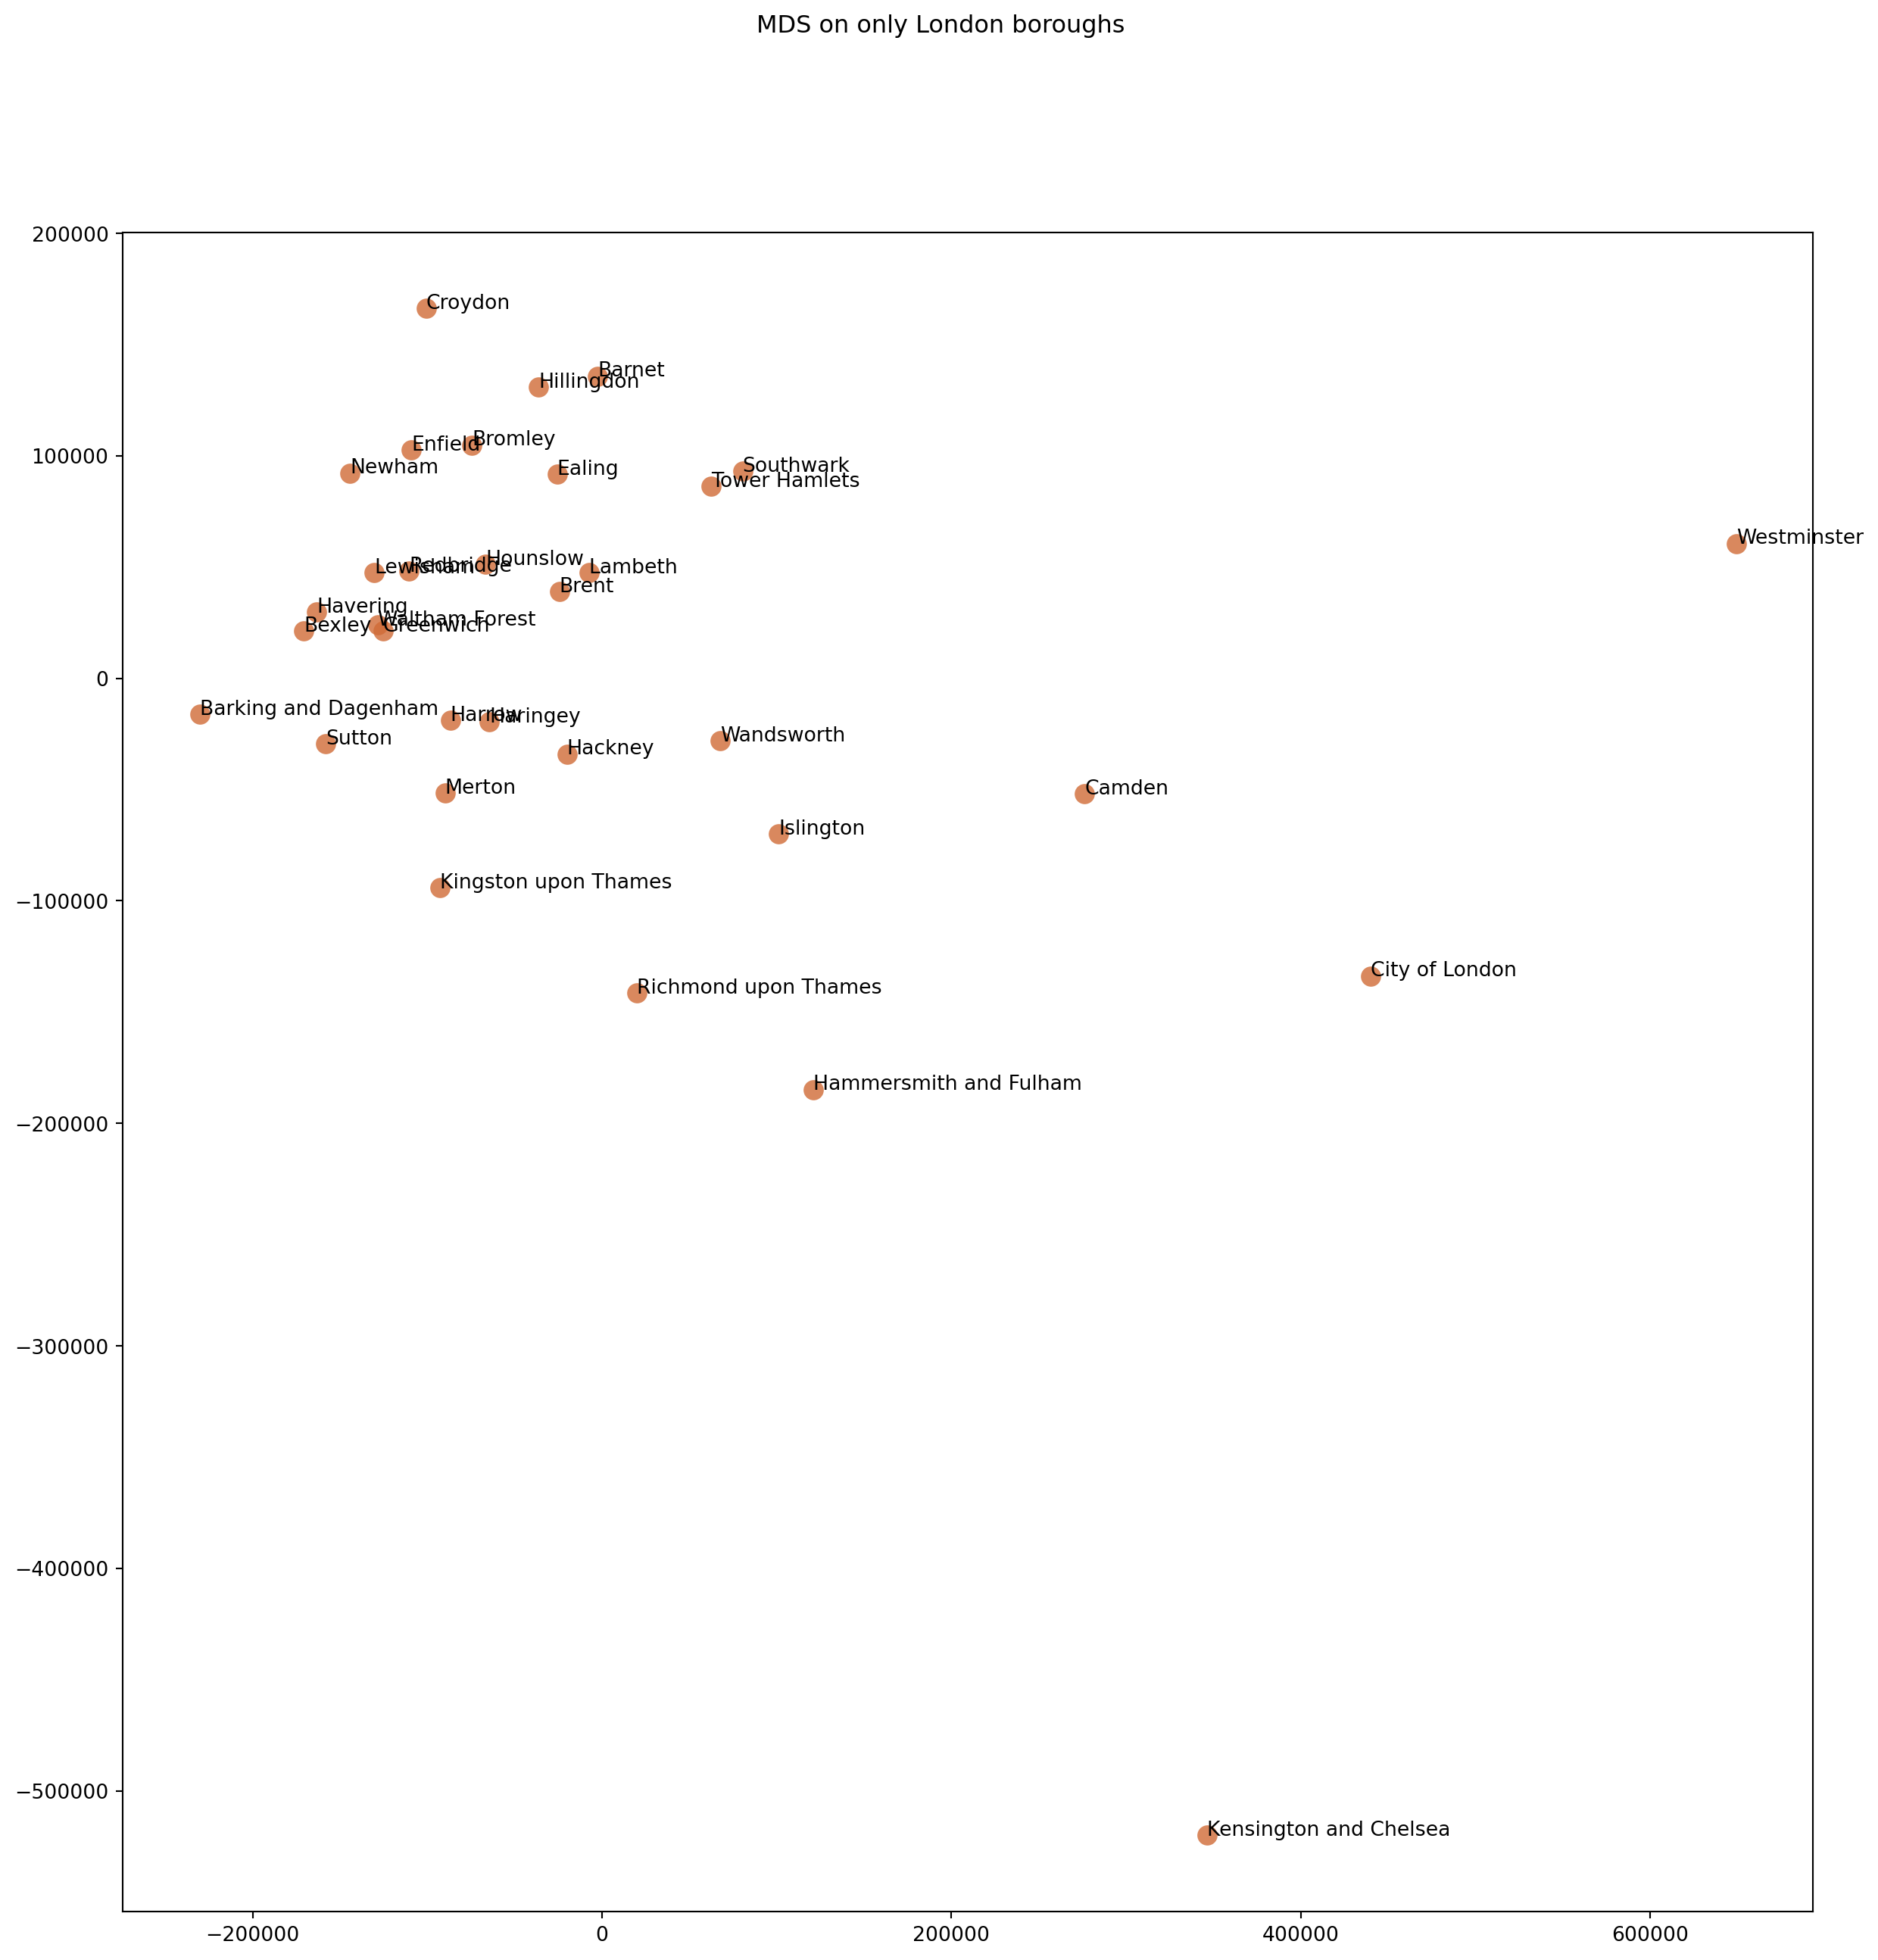 MDS on only London boroughs
200000
Croydon
Barnet
Hillingdon
Bromley
Enfield
100000
Newham
Ealing
Southwark
Tower Hamlets
Westminster
Hounslow
Lewisham
Redbridge
Lambeth
Brent
Havering
Waltham Forest
Bexley
Greenwich
0
Barking and Dagenham
Harrow
Haringey
Sutton
Wandsworth
Hackney
Merton
Camden
Islington
Kingston upon Thames
−100000
City of London
Richmond upon Thames
Hammersmith and Fulham
−200000
−300000
−400000
−500000
Kensington and Chelsea
−200000 0 200000 400000 600000